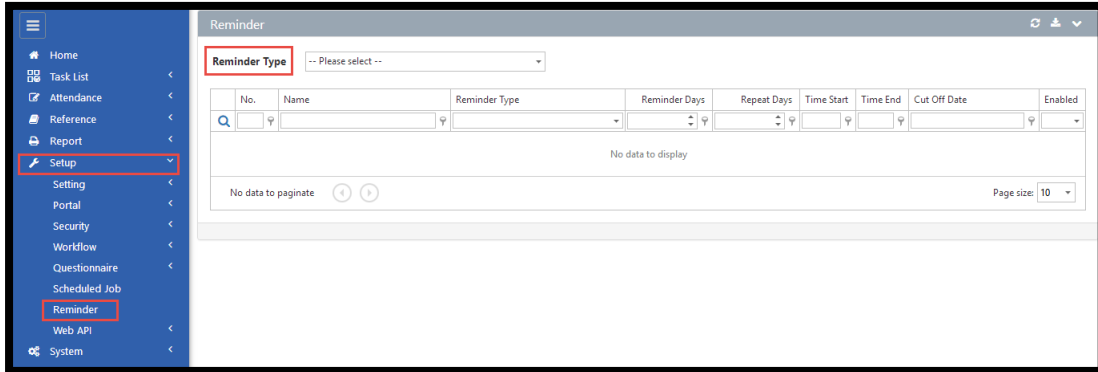 Reminder
Home
Task List
Attendance
Reference
Report
Setup
Setting
Portal
Security
Workflow
Questionnaire
Scheduled Job
Reminder
Web API
System
Reminder Type
-- Please select --
No. Name Reminder Type Reminder Days Repeat Days Time Start Time End Cut Off Date Enabled
No data to display
No data to paginate Page size: 10